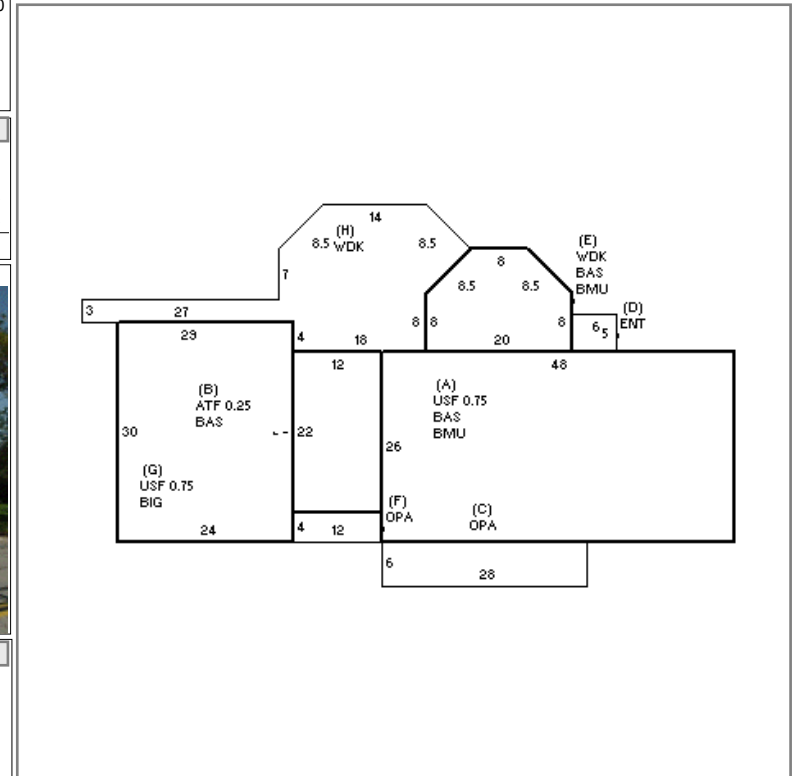 14
(H)
8.5 WDK 8.5
(E)
WDK
BAS
BMU
8
7
8.5 8.5
3 27
(D)
ENT
8 8 8 6 5
29
4 18 20
12 48
(B)
ATF 0.25
BAS
(A)
USF 0.75
BAS
BMU
30 22 26
(G)
USF 0.75
BIG
(F)
OPA
(C)
OPA
24 4 12
6 28